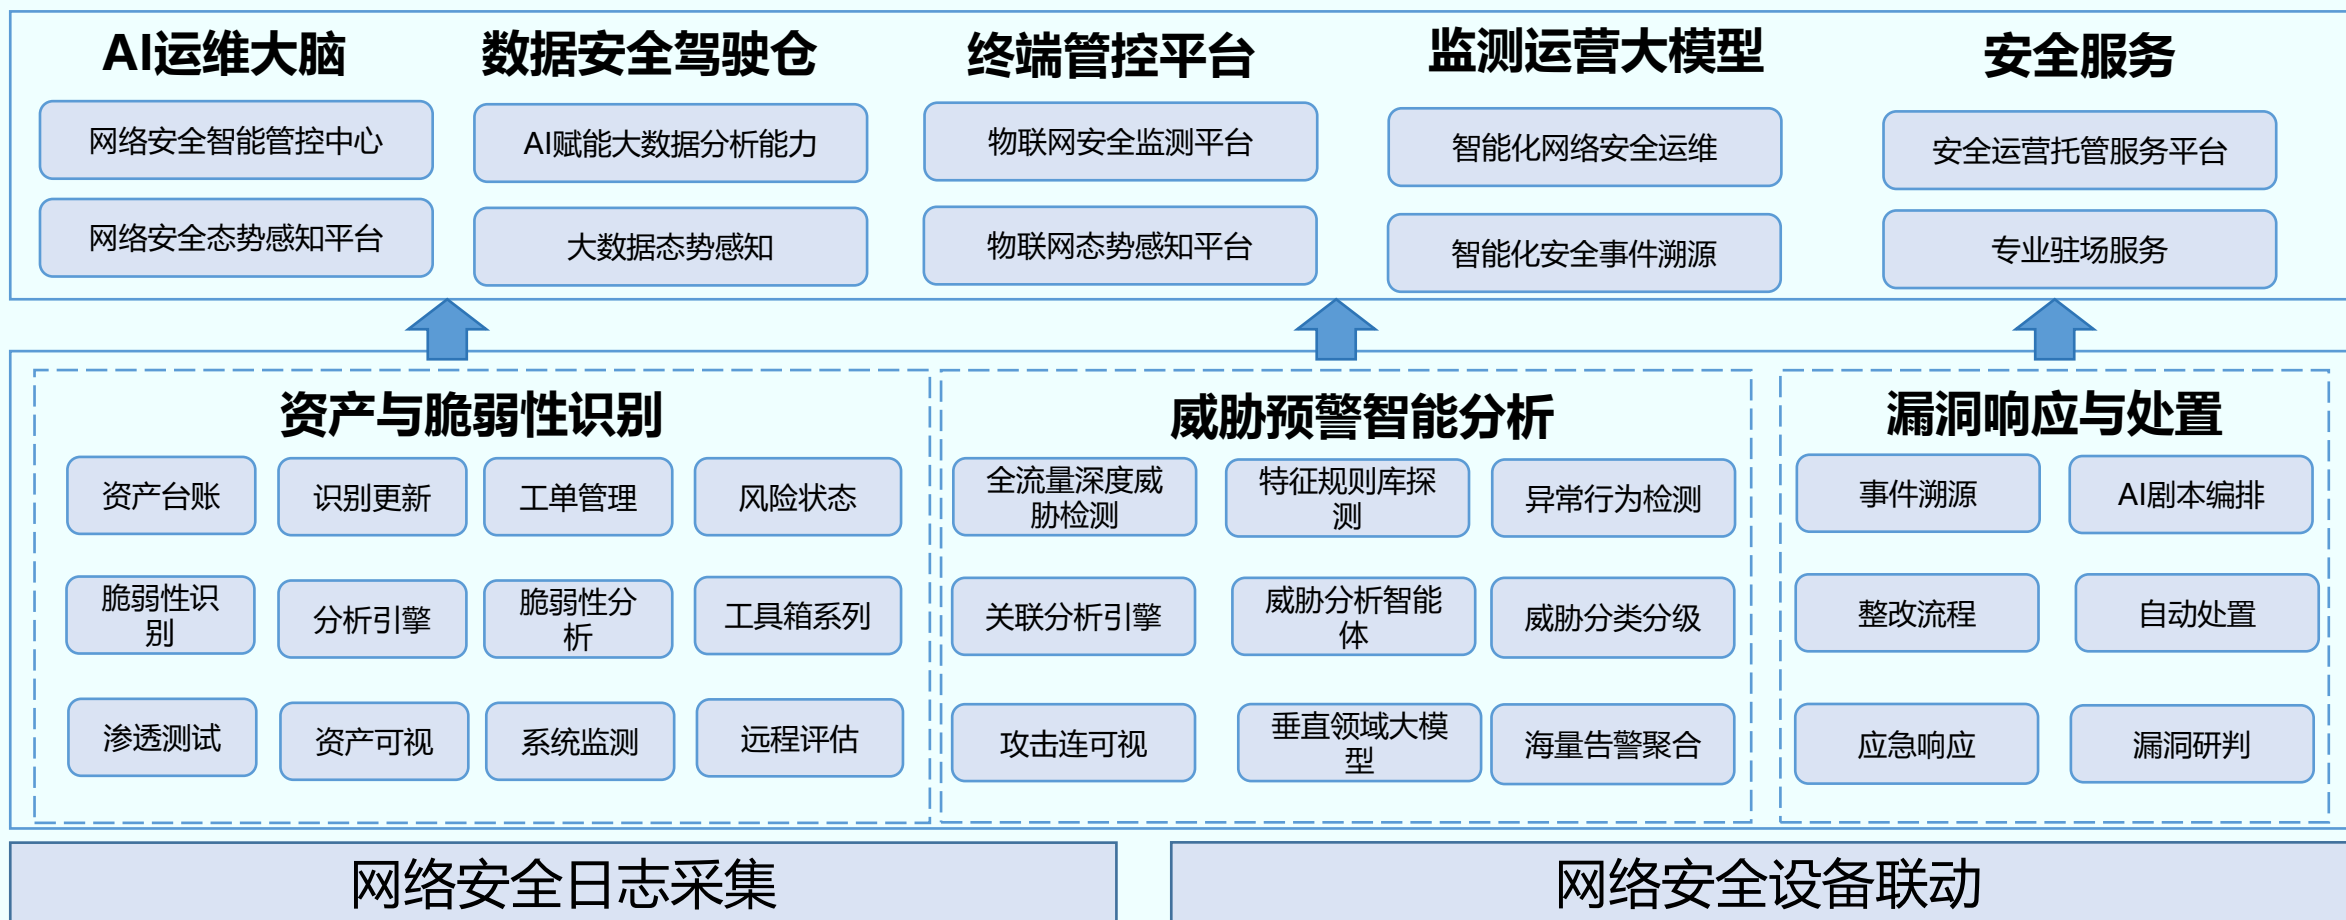 AI运维大脑
数据安全驾驶仓
终端管控平台
监测运营大模型
安全服务
网络安全智能管控中心
AI赋能大数据分析能力
物联网安全监测平台
智能化网络安全运维
安全运营托管服务平台
网络安全态势感知平台
大数据态势感知
物联网态势感知平台
智能化安全事件溯源
专业驻场服务
资产与脆弱性识别
资产台账
识别更新
工单管理
风险状态
脆弱性识
别
分析引擎
脆弱性分
析
工具箱系列
渗透测试
资产可视
系统监测
远程评估
威胁预警智能分析
全流量深度威
胁检测
特征规则库探
测
异常行为检测
关联分析引擎
威胁分析智能
体
威胁分类分级
攻击连可视
垂直领域大模
型
海量告警聚合
漏洞响应与处置
事件溯源
AI剧本编排
整改流程
自动处置
应急响应
漏洞研判
网络安全日志采集
网络安全设备联动